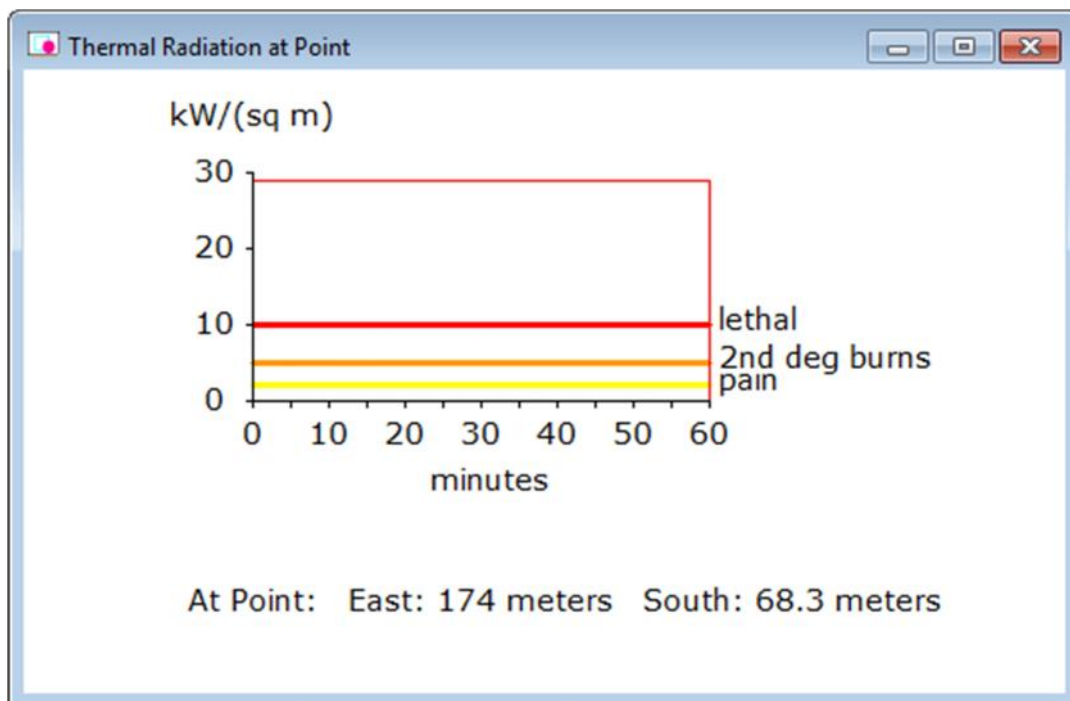 Thermal Radiation at Point
kW/(sq m)
30
20
10
0
lethal
2nd deg burns
pain
0 10 20 30 40 50 60
minutes
At Point: East: 174 meters South: 68.3 meters